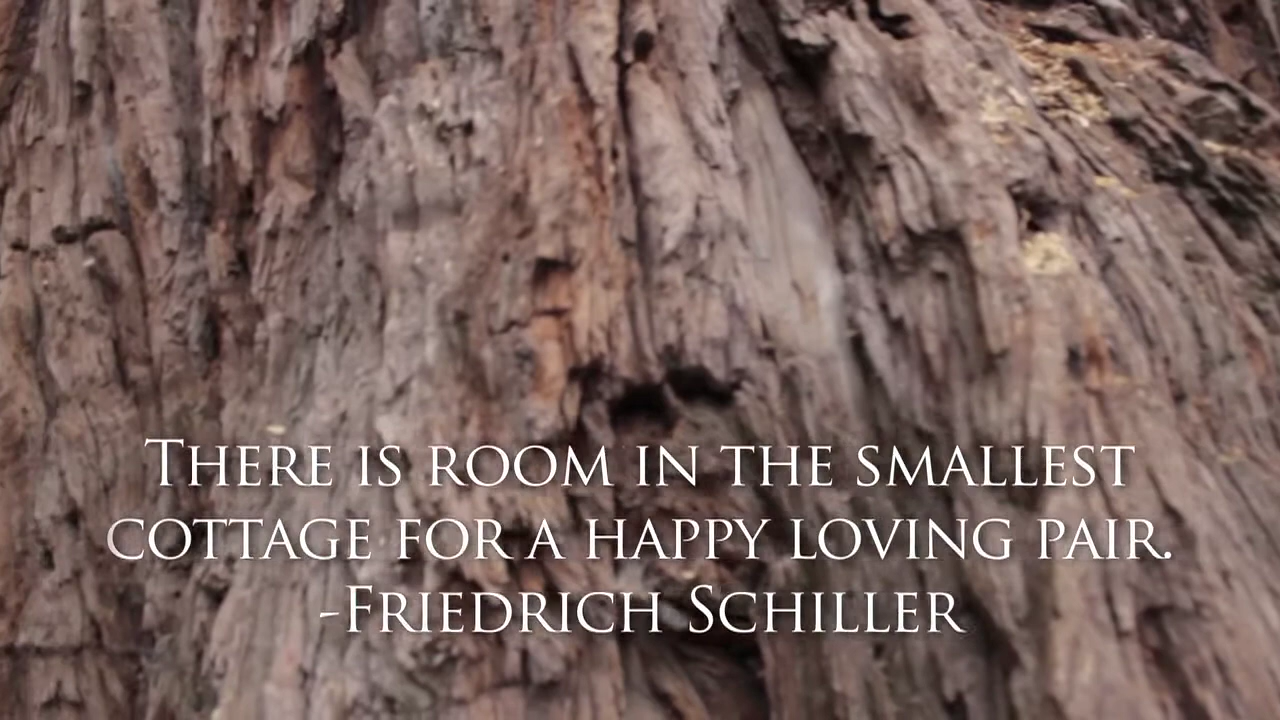 There is room in the smallest
cottage for a happy loving pair.
-Friedrich Schiller